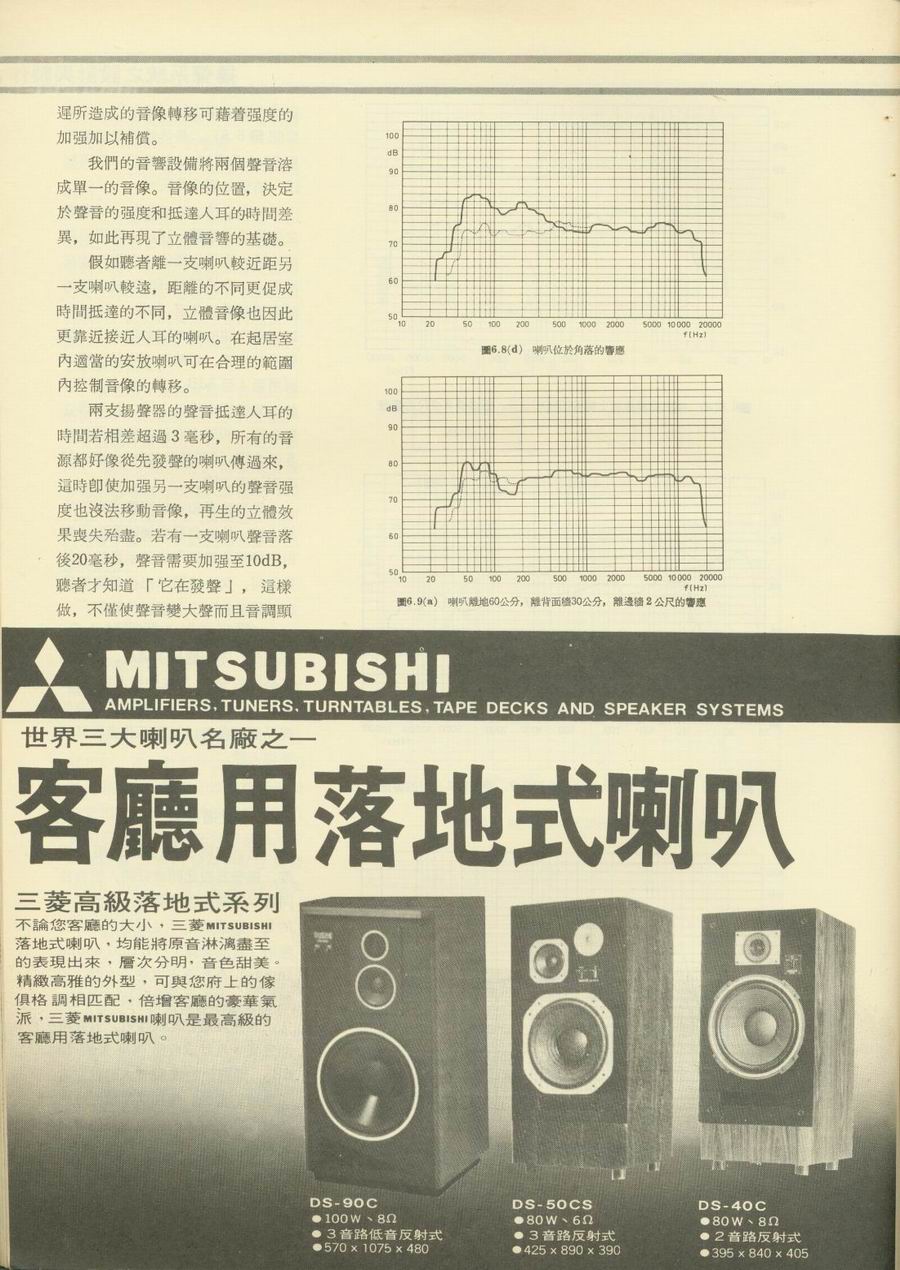 遲所造成的音像轉移可藉着强度的
加强加以補償。
我們的音響設備將兩個聲音溶
成單一的音像。音像的位置，決定
於聲音的强度和抵達人耳的時間差
異，如此再現了立體音響的基礎。
假如聽者離一支喇叭較近距另
一支喇叭較遠，距離的不同更促成
時間抵達的不同，立體音像也因此
更靠近接近人耳的喇叭。在起居室
內適當的安放喇叭可在合理的範圍
內控制音像的轉移。
兩支揚聲器的聲音抵達人耳的
時間若相差超過3毫秒，所有的音
源都好像從先發聲的喇叭傳過來，
這時卽使加强另一支喇叭的聲音强
度也沒法移動音像，再生的立體效
果喪失殆盡。若有一支喇叭聲音落
後20毫秒，聲音需要加强至10dB，
聽者才知道「它在發聲」，這樣
做，不僅使聲音變大聲而且音調顯
100
dB
90
80
70
60
50
10 20 50 100 200 500 1000 2000 5000 10000 20000
f(Hz)
圖6.8(d) 喇叭位於角落的響應
100
dB
90
80
70
60
50
10 20 50 100 200 500 1000 2000 5000 10000 20000
f(Hz)
圖6.9(a) 喇叭離地60公分，離背面牆30公分，離邊牆2公尺的響應
MITSUBISHI
AMPLIFIERS, TUNERS, TURNTABLES, TAPE DECKS AND SPEAKER SYSTEMS
世界三大喇叭名廠之一
客廳用落地式喇叭
三菱高級落地式系列
不論您客廳的大小，三菱MITSUBISHI
落地式喇叭，均能將原音淋漓盡至
的表現出來，層次分明，音色甜美。
精緻高雅的外型，可與您府上的傢
俱格調相匹配，倍增客廳的豪華氣
派，三菱MITSUBISHI喇叭是最高級的
客廳用落地式喇叭。
DS-90C
●100W、8Ω
●3音路低音反射式
●570 x 1075 x 480
DS-50CS
●80W、6Ω
●3音路反射式
●425 x 890 x 390
DS-40C
●80W、8Ω
●2音路反射式
●395 x 840 x 405